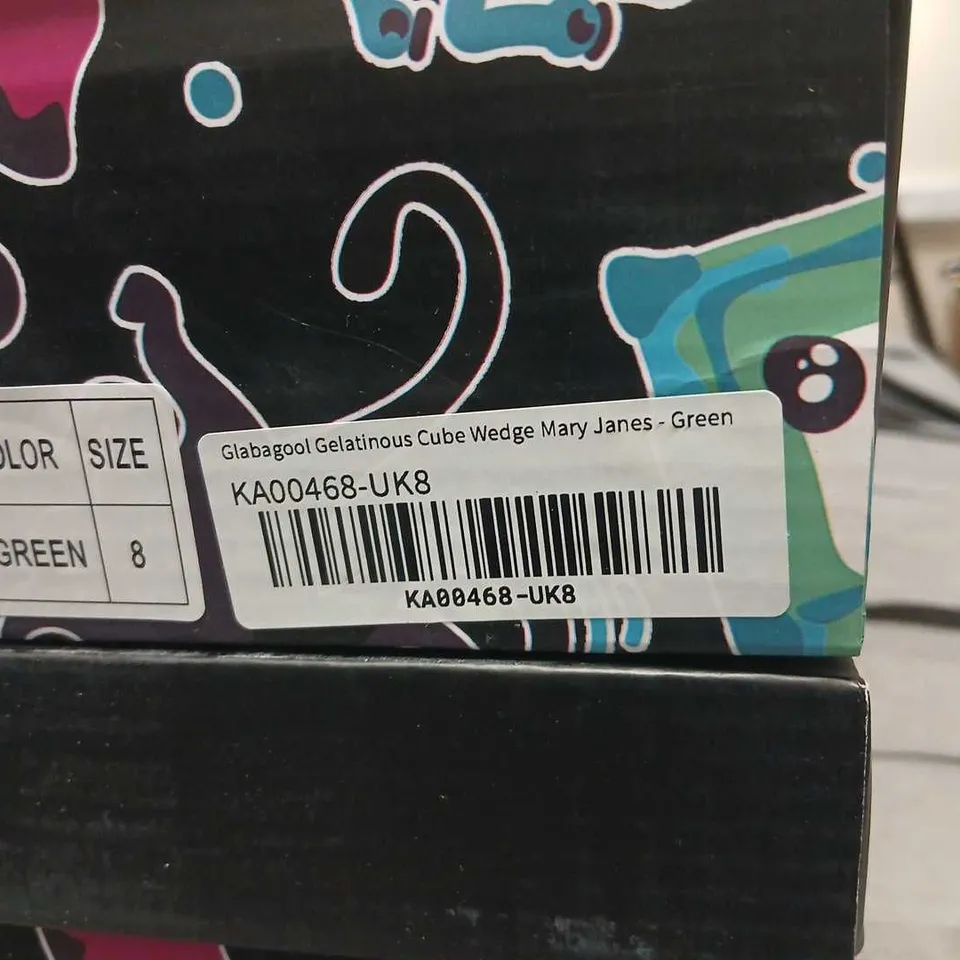 OLOR SIZE
GREEN 8
Glabagool Gelatinous Cube Wedge Mary Janes - Green
KA00468-UK8
KA00468-UK8